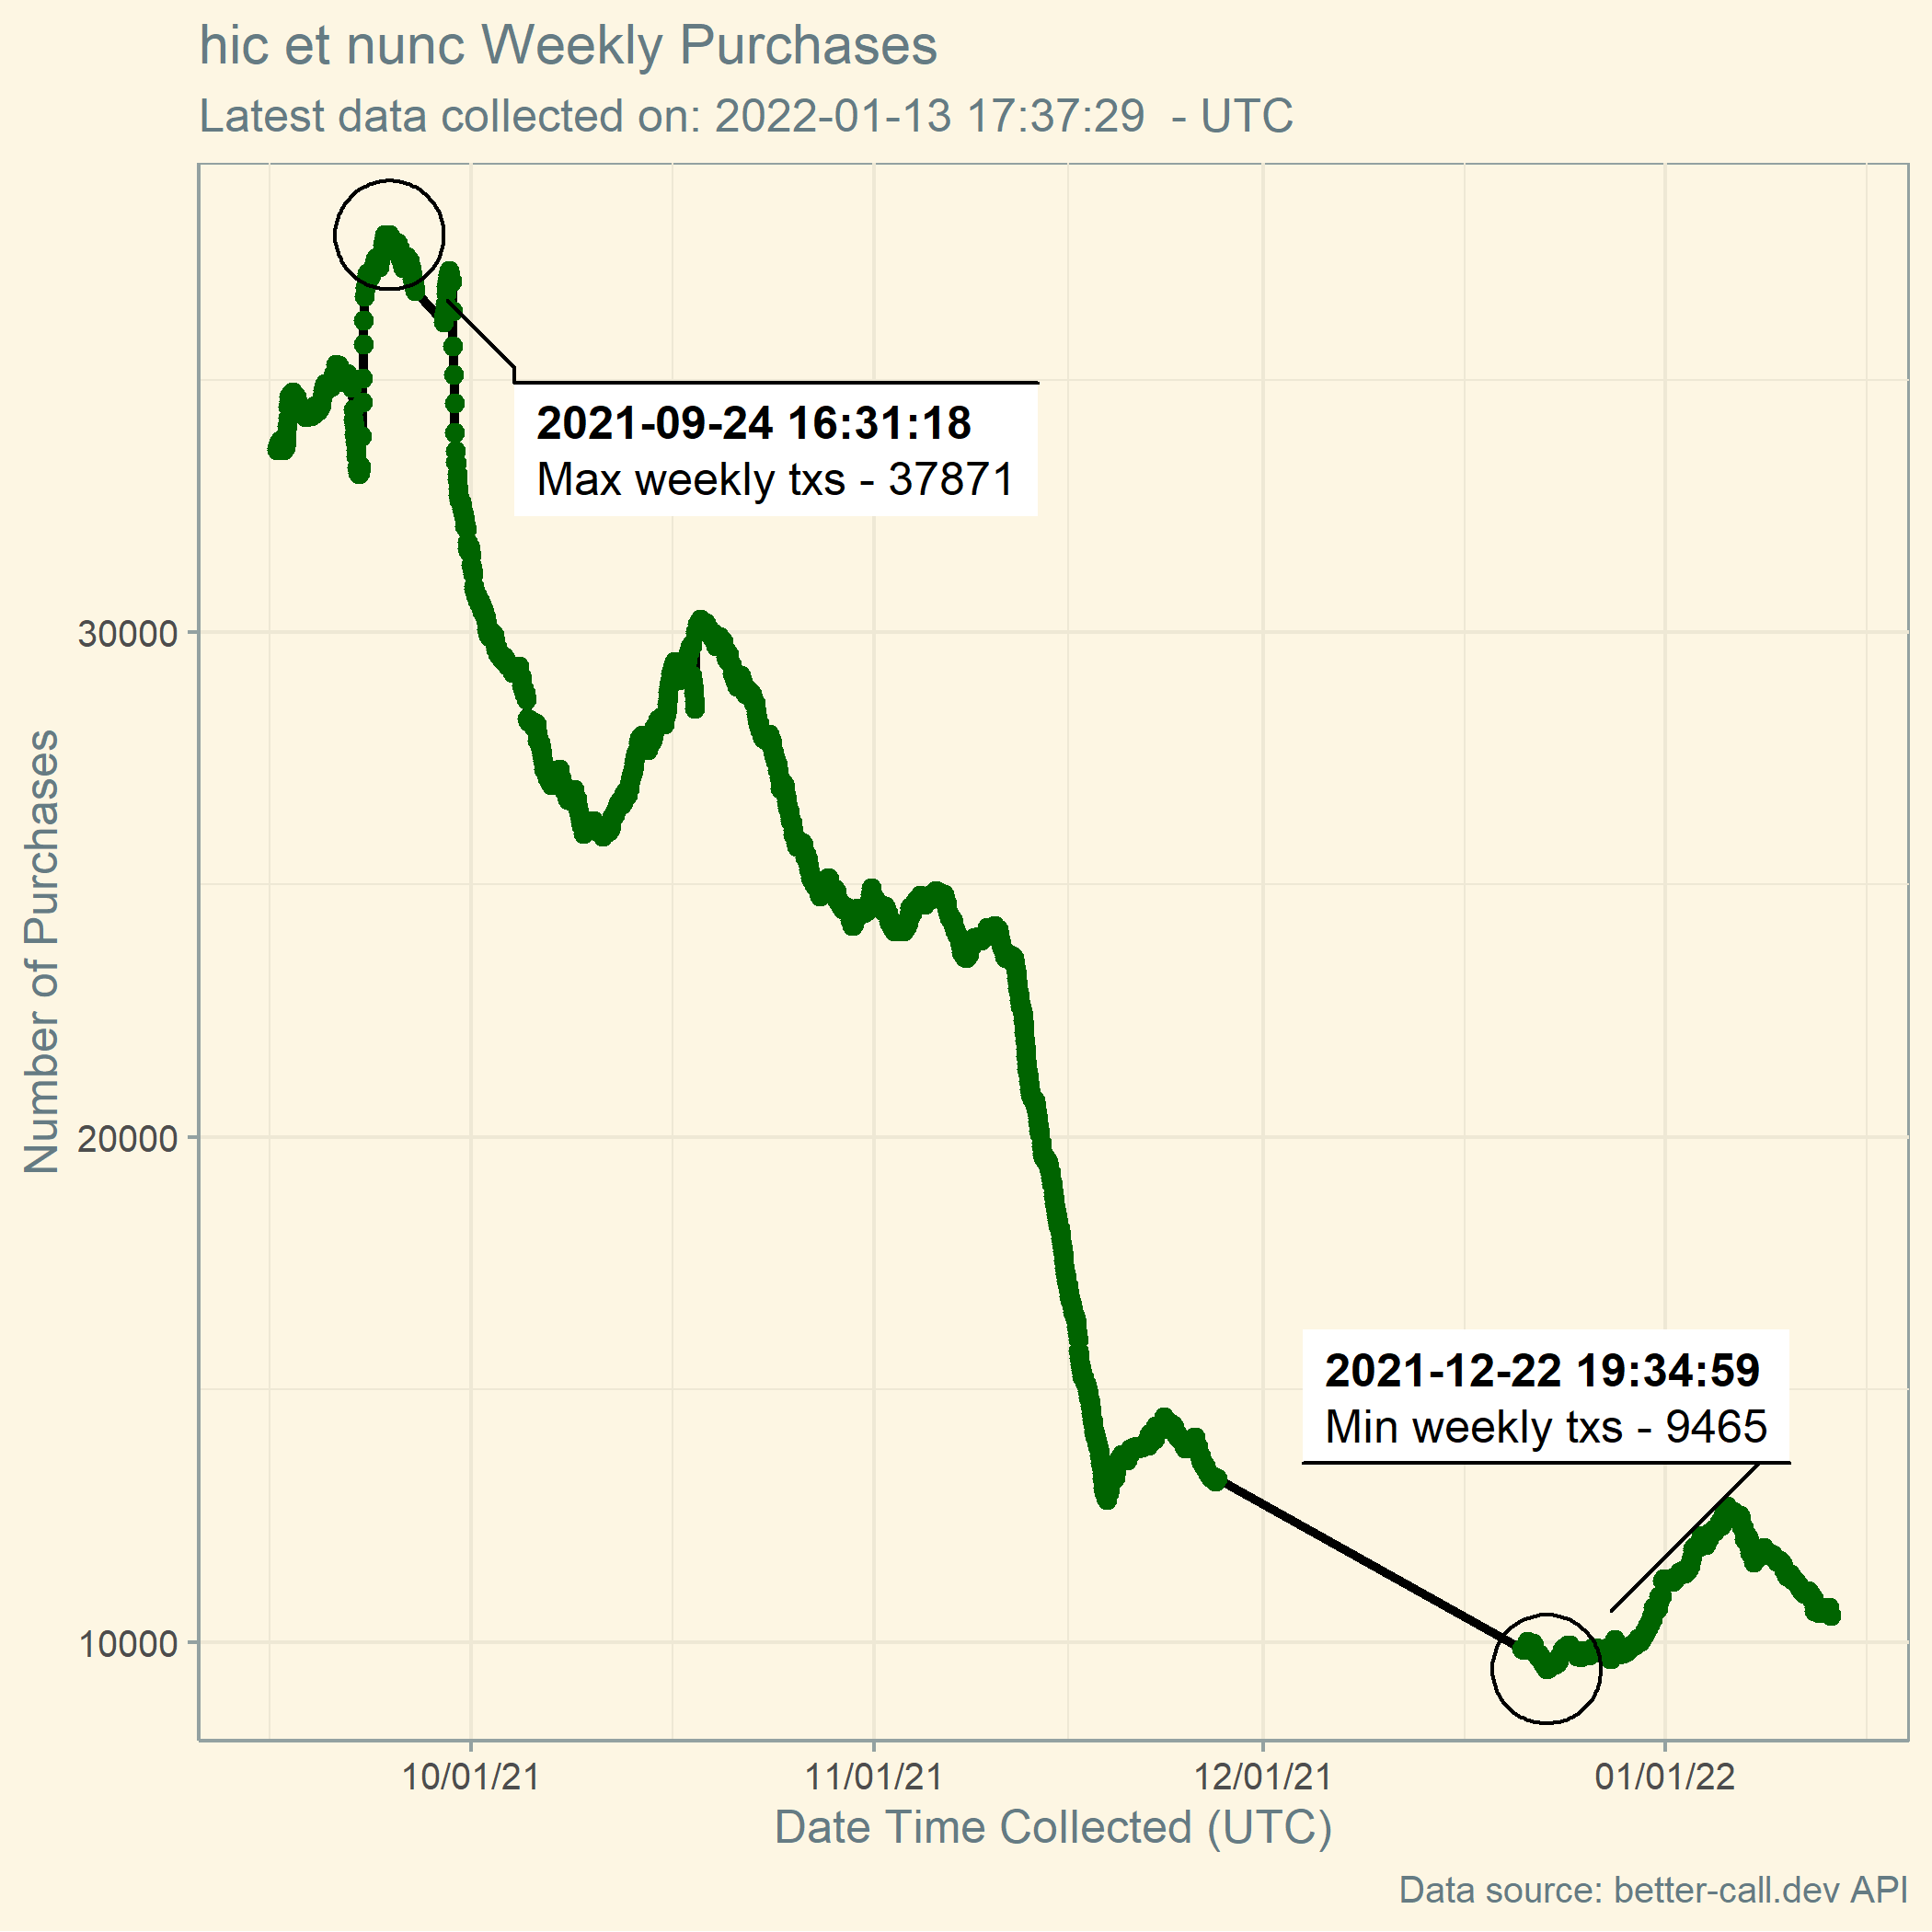 hic et nunc Weekly Purchases
Latest data collected on: 2022-01-13 17:37:29  - UTC
2021-09-24 16:31:18
Max weekly txs - 37871
30000
Number of Purchases
20000
2021-12-22 19:34:59
Min weekly txs - 9465
10000
10/01/21
11/01/21
12/01/21
01/01/22
Date Time Collected (UTC)
Data source: better-call.dev API